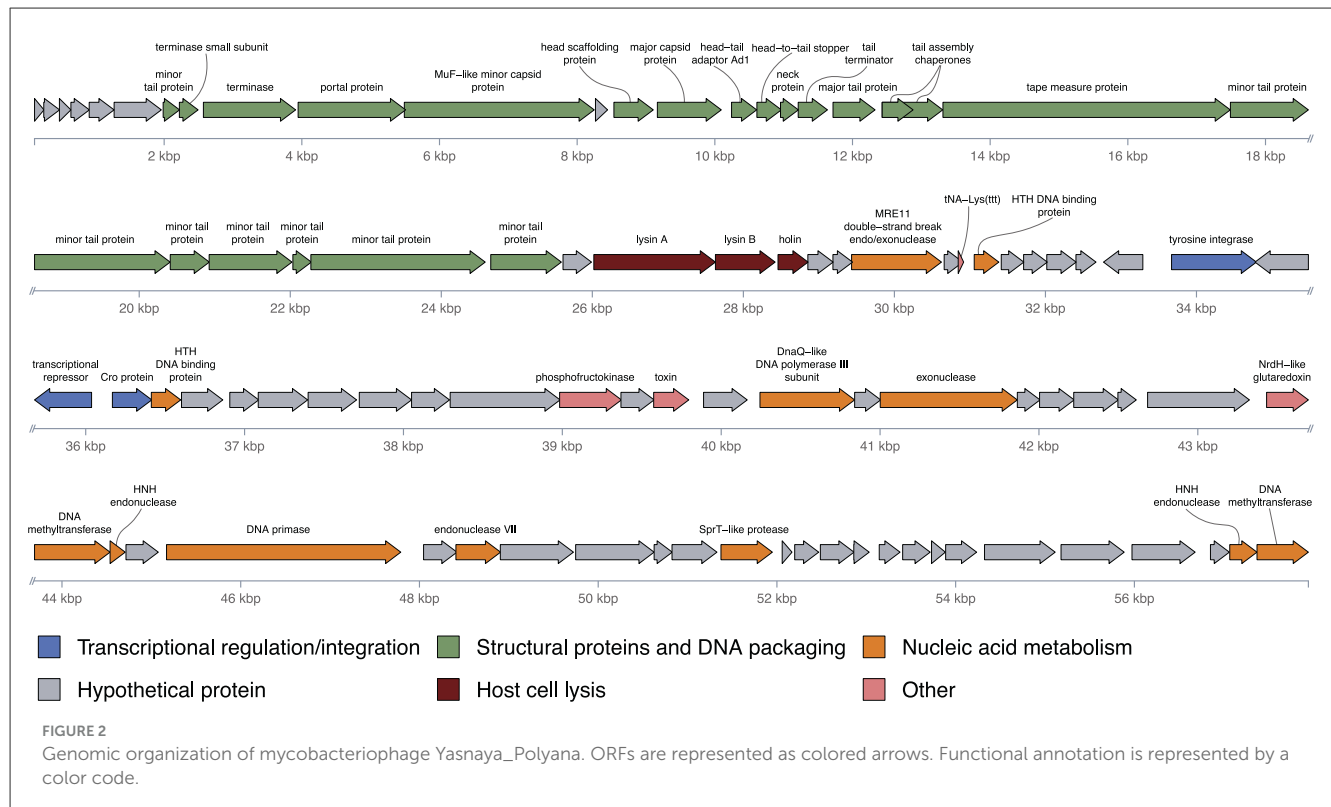 terminase small subunit
minor
tail protein
terminase
portal protein
MuF-like minor capsid
protein
head scaffolding
protein
major capsid
protein
head-tail
adaptor Ad1
head-to-tail stopper
neck
protein
tail
terminator
major tail protein
tail assembly
chaperones
tape measure protein
minor tail protein
2 kbp
4 kbp
6 kbp
8 kbp
10 kbp
12 kbp
14 kbp
16 kbp
18 kbp
minor tail protein
minor tail
protein
minor tail
protein
minor tail
protein
minor tail protein
minor tail
protein
lysin A
lysin B
holin
MRE11
double-strand break
endo/exonuclease
tNA-Lys(ttt)
HTH DNA binding
protein
tyrosine integrase
20 kbp
22 kbp
24 kbp
26 kbp
28 kbp
30 kbp
32 kbp
34 kbp
transcriptional
repressor
Cro protein
HTH
DNA binding
protein
phosphofructokinase
toxin
DnaQ-like
DNA polymerase III
subunit
exonuclease
NrdH-like
glutaredoxin
36 kbp
37 kbp
38 kbp
39 kbp
40 kbp
41 kbp
42 kbp
43 kbp
DNA
methyltransferase
HNH
endonuclease
DNA primase
endonuclease VII
SprT-like protease
HNH
endonuclease
DNA
methyltransferase
44 kbp
46 kbp
48 kbp
50 kbp
52 kbp
54 kbp
56 kbp
Transcriptional regulation/integration
Structural proteins and DNA packaging
Nucleic acid metabolism
Hypothetical protein
Host cell lysis
Other
FIGURE 2
Genomic organization of mycobacteriophage Yasnaya_Polyana. ORFs are represented as colored arrows. Functional annotation is represented by a
color code.